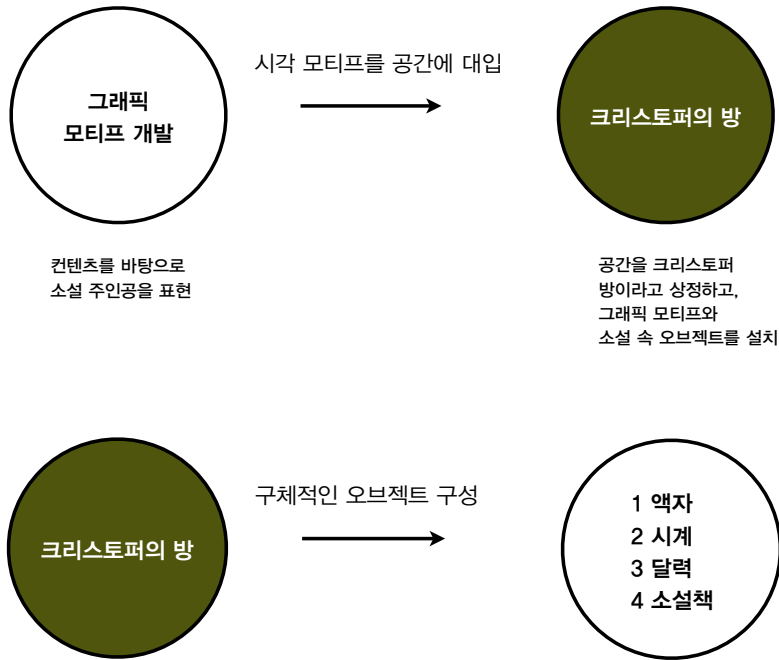 시각 모티프를 공간에 대입
그래픽
모티프 개발
크리스토퍼의 방
컨텐츠를 바탕으로
소설 주인공을 표현
공간을 크리스토퍼
방이라고 상정하고,
그래픽 모티프와
소설 속 오브젝트를 설치
구체적인 오브젝트 구성
크리스토퍼의 방
1 액자
2 시계
3 달력
4 소설책